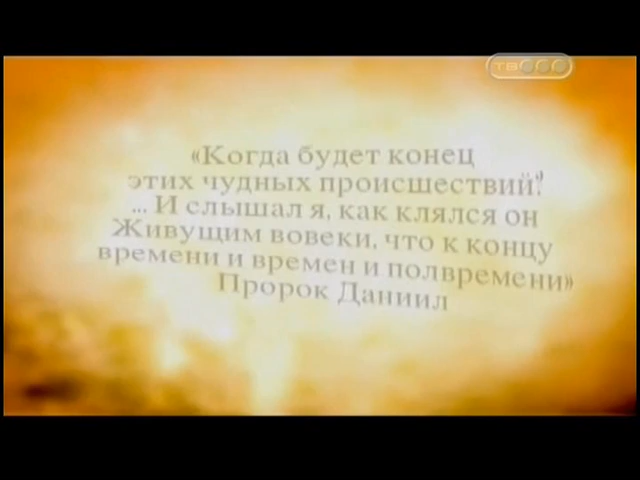 ТВ
«Когда будет конец
этих чудных происшествий?
... И слышал я, как клялся он
Живущим вовеки, что к концу
времени и времен и полвремени»
Пророк Даниил